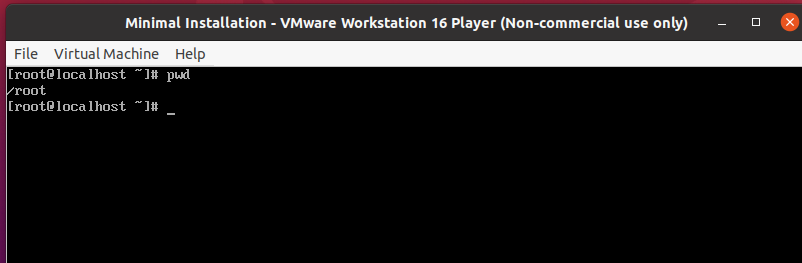 Minimal Installation - VMware Workstation 16 Player (Non-commercial use only)
File Virtual Machine Help
[root@localhost ~]# pwd
/root
[root@localhost ~]# _